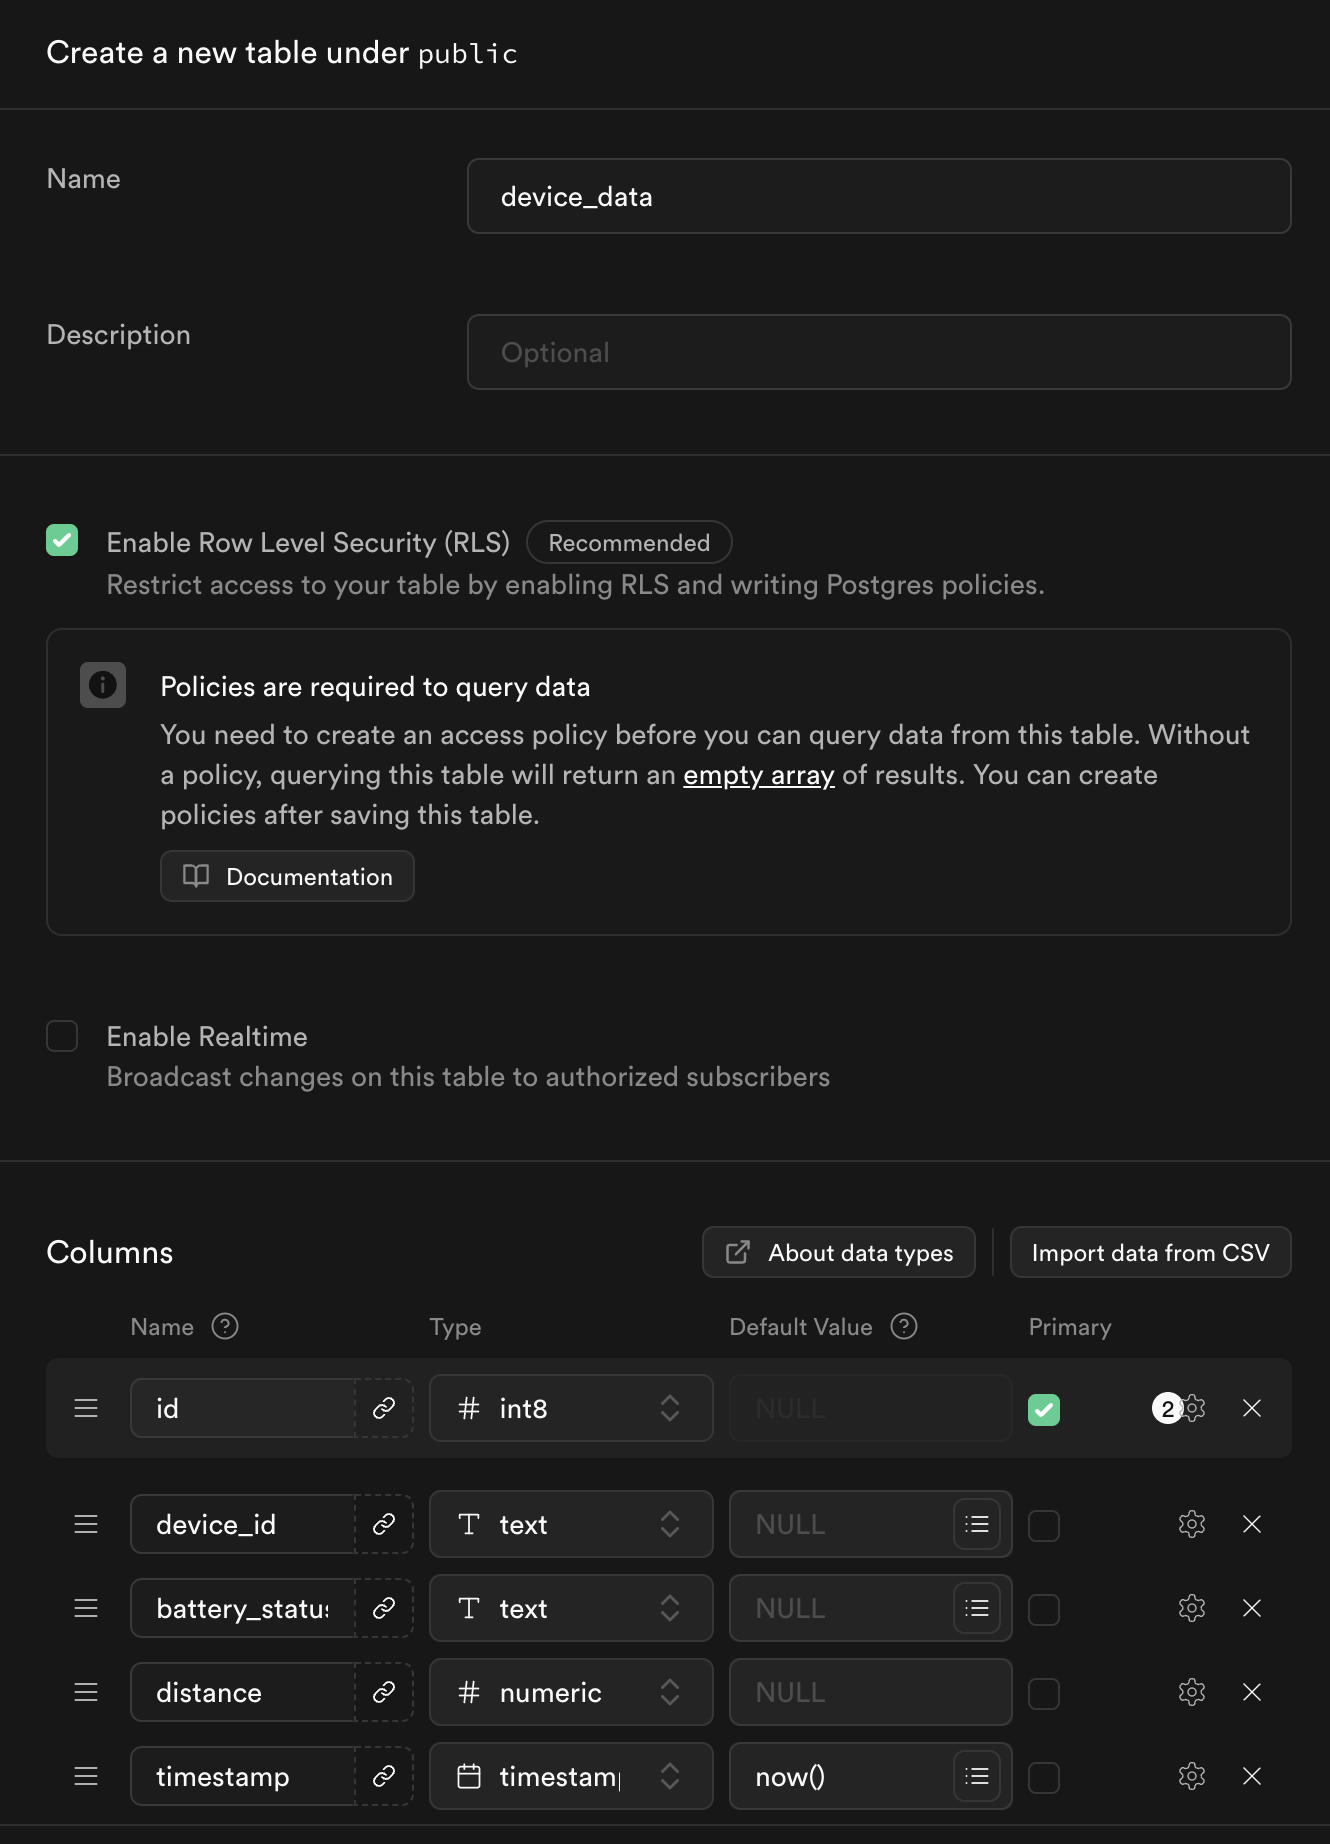 Create a new table under public
Name
device_data
Description
Optional
Enable Row Level Security (RLS) Recommended
Restrict access to your table by enabling RLS and writing Postgres policies.
Policies are required to query data
You need to create an access policy before you can query data from this table. Without
a policy, querying this table will return an empty array of results. You can create
policies after saving this table.
Documentation
Enable Realtime
Broadcast changes on this table to authorized subscribers
Columns About data types Import data from CSV
Name Type Default Value Primary
id int8 NULL 2
device_id text NULL
battery_status text NULL
distance numeric NULL
timestamp timestam now()